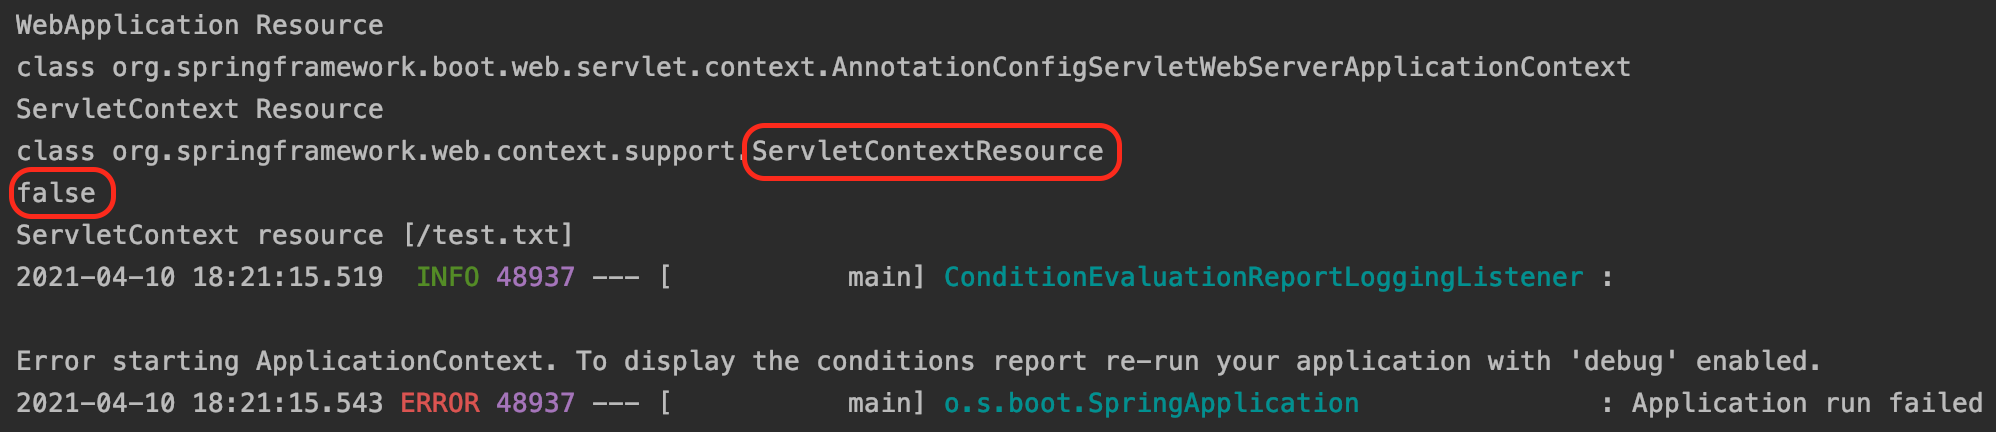 WebApplication Resource
class org.springframework.boot.web.servlet.context.AnnotationConfigServletWebServerApplicationContext
ServletContext Resource
class org.springframework.web.context.support.ServletContextResource
false
ServletContext resource [/test.txt]
2021-04-10 18:21:15.519  INFO 48937 --- [           main] ConditionEvaluationReportLoggingListener :
Error starting ApplicationContext. To display the conditions report re-run your application with 'debug' enabled.
2021-04-10 18:21:15.543 ERROR 48937 --- [           main] o.s.boot.SpringApplication               : Application run failed